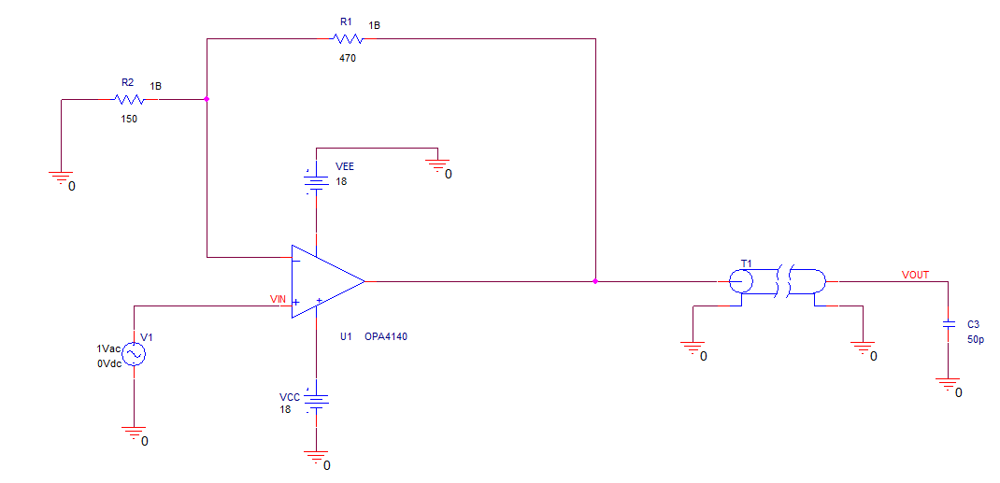 R1 1B
470
R2 1B
150
0
VEE
18
0
−
VIN
+
+
U1 OPA4140
V1
1Vac
0Vdc
0
VCC
18
0
T1
0
0
VOUT
C3
50p
0